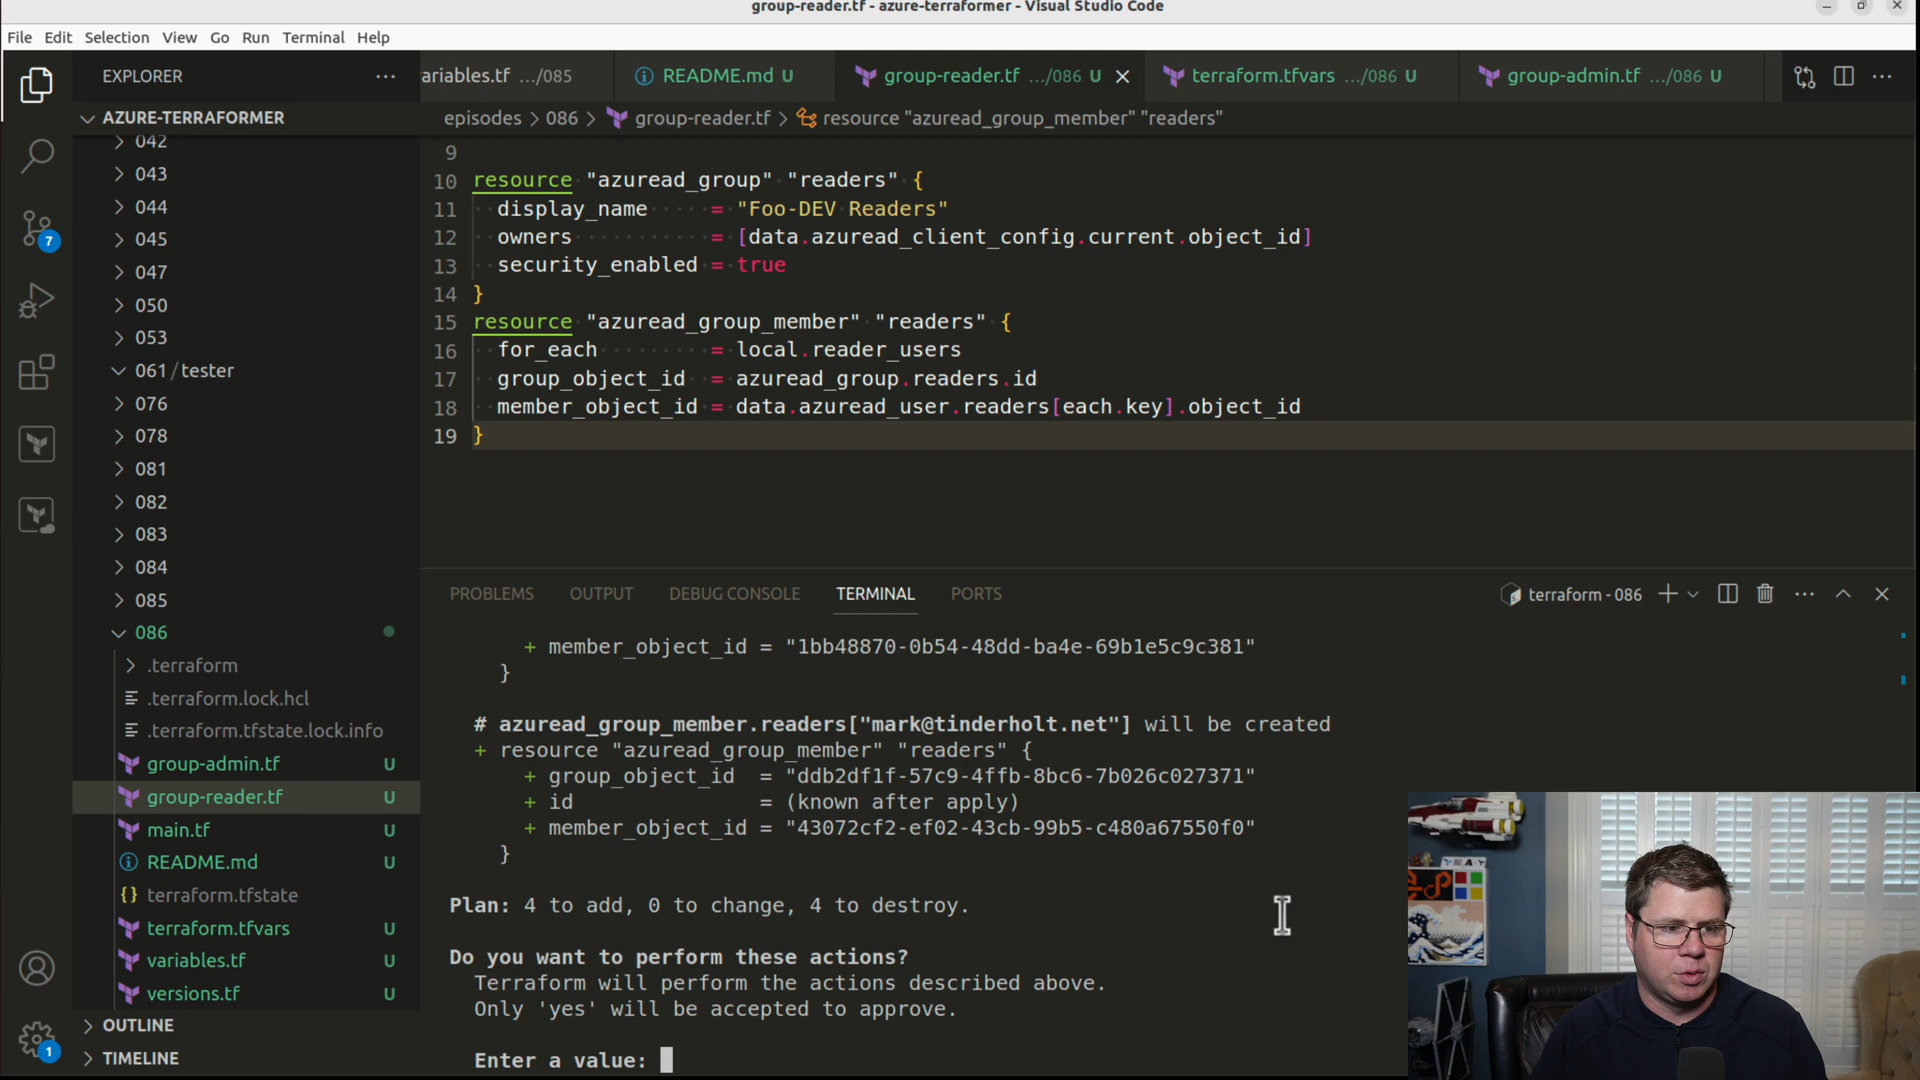 group-reader.tf - azure-terraformer - Visual Studio Code
File Edit Selection View Go Run Terminal Help
EXPLORER
ariables.tf .../085
README.md U
group-reader.tf .../086 U
terraform.tfvars .../086 U
group-admin.tf .../086 U
AZURE-TERRAFORMER
episodes > 086 > group-reader.tf > resource "azuread_group_member" "readers"
042
043
044
045
047
050
053
061 / tester
076
078
081
082
083
084
085
086
.terraform
.terraform.lock.hcl
.terraform.tfstate.lock.info
group-admin.tf U
group-reader.tf U
main.tf U
README.md U
terraform.tfstate
terraform.tfvars U
variables.tf U
versions.tf U
OUTLINE
TIMELINE
7
1
9
10 resource "azuread_group" "readers" {
11 display_name = "Foo-DEV Readers"
12 owners = [data.azuread_client_config.current.object_id]
13 security_enabled = true
14 }
15 resource "azuread_group_member" "readers" {
16 for_each = local.reader_users
17 group_object_id = azuread_group.readers.id
18 member_object_id = data.azuread_user.readers[each.key].object_id
19 }
PROBLEMS OUTPUT DEBUG CONSOLE TERMINAL PORTS
terraform - 086
+ member_object_id = "1bb48870-0b54-48dd-ba4e-69b1e5c9c381"
}
# azuread_group_member.readers["mark@tinderholt.net"] will be created
+ resource "azuread_group_member" "readers" {
+ group_object_id = "ddb2df1f-57c9-4ffb-8bc6-7b026c027371"
+ id = (known after apply)
+ member_object_id = "43072cf2-ef02-43cb-99b5-c480a67550f0"
}
Plan: 4 to add, 0 to change, 4 to destroy.
Do you want to perform these actions?
Terraform will perform the actions described above.
Only 'yes' will be accepted to approve.
Enter a value: